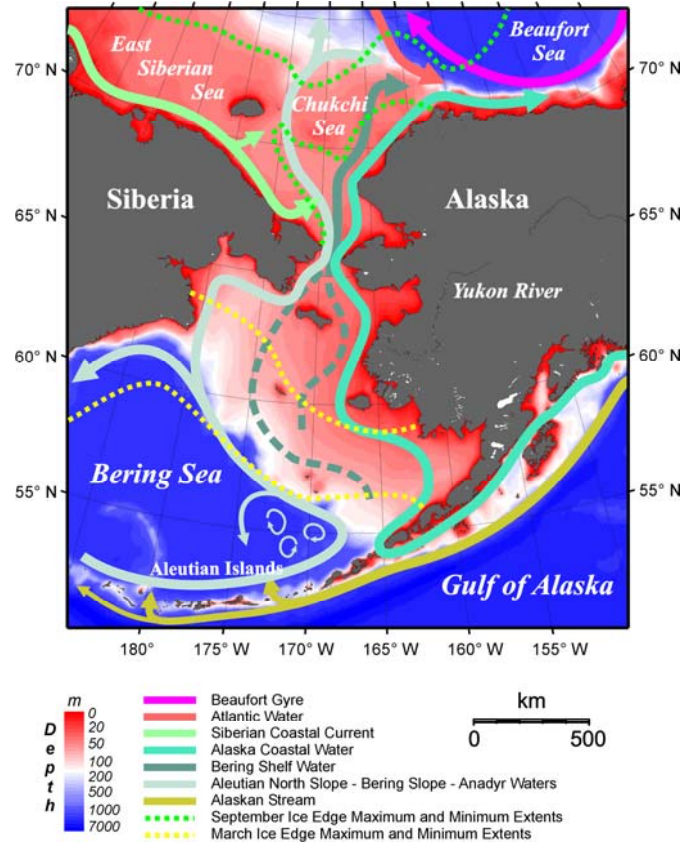 70° N
East
Siberian
Sea
Chukchi
Sea
Beaufort
Sea
70° N
65° N
Siberia
Alaska
65° N
Yukon River
60° N
60° N
Bering Sea
55° N
55° N
Aleutian Islands
Gulf of Alaska
180°
175° W
170° W
165° W
160° W
155° W
m
Depth
0
20
50
100
200
500
1000
7000
Beaufort Gyre
Atlantic Water
Siberian Coastal Current
Alaska Coastal Water
Bering Shelf Water
Aleutian North Slope - Bering Slope - Anadyr Waters
Alaskan Stream
September Ice Edge Maximum and Minimum Extents
March Ice Edge Maximum and Minimum Extents
km
0 500